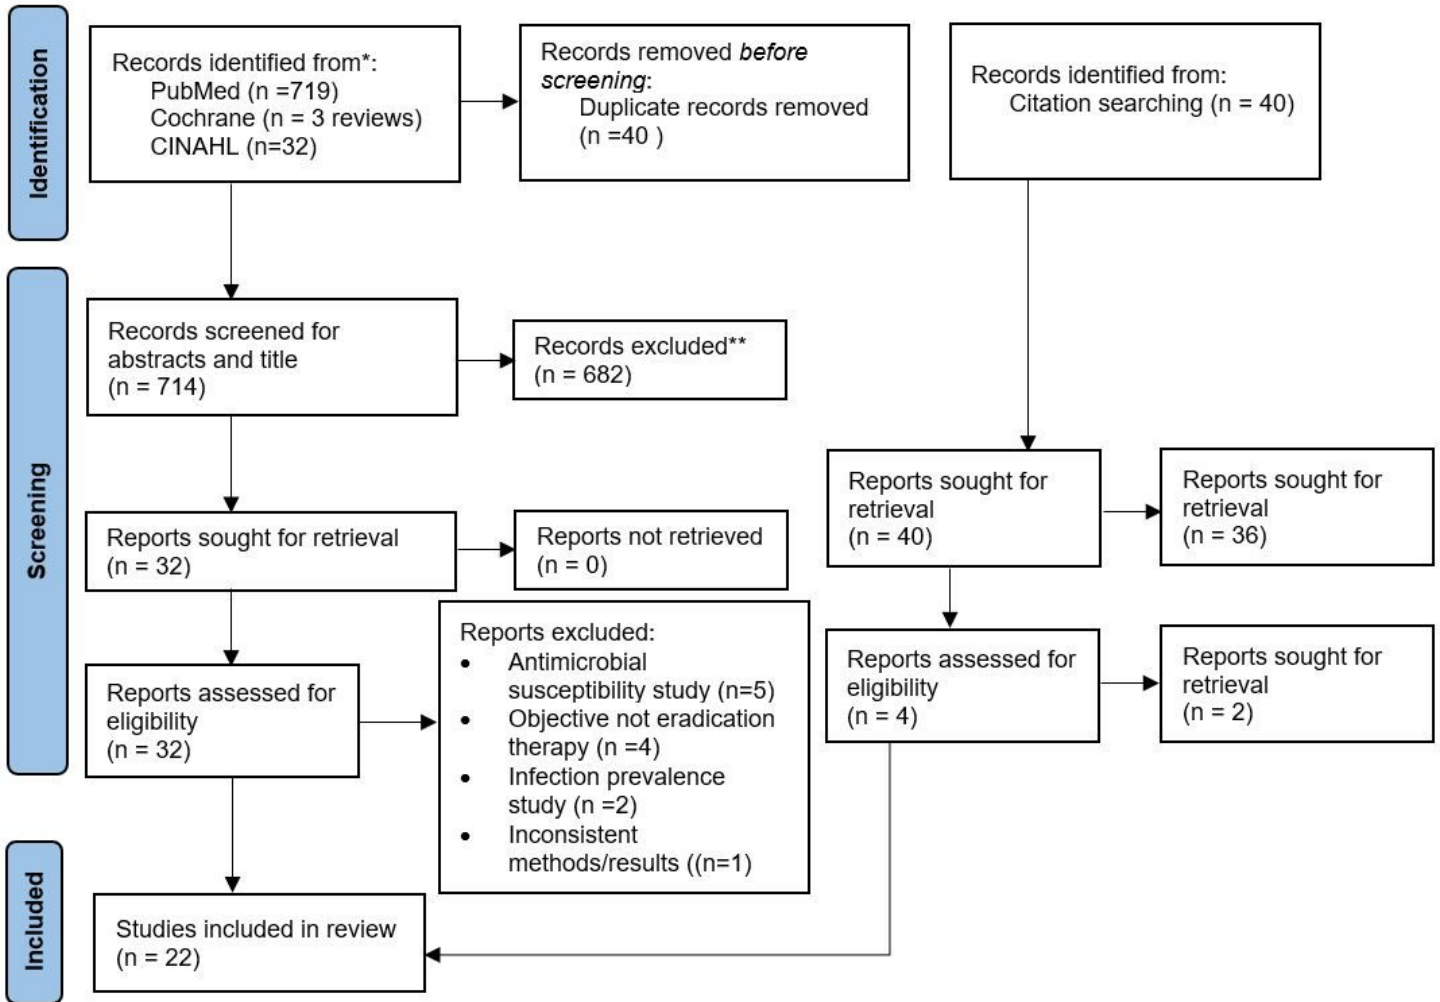 Identification
Records identified from*:
PubMed (n =719)
Cochrane (n = 3 reviews)
CINAHL (n=32)
Records removed before
screening:
Duplicate records removed
(n =40 )
Records identified from:
Citation searching (n = 40)
Screening
Records screened for
abstracts and title
(n = 714)
Records excluded**
(n = 682)
Reports sought for retrieval
(n = 32)
Reports not retrieved
(n = 0)
Reports sought for
retrieval
(n = 40)
Reports sought for
retrieval
(n = 36)
Reports assessed for
eligibility
(n = 32)
Reports excluded:
• Antimicrobial
susceptibility study (n=5)
• Objective not eradication
therapy (n =4)
• Infection prevalence
study (n =2)
• Inconsistent
methods/results ((n=1)
Reports assessed for
eligibility
(n = 4)
Reports sought for
retrieval
(n = 2)
Included
Studies included in review
(n = 22)